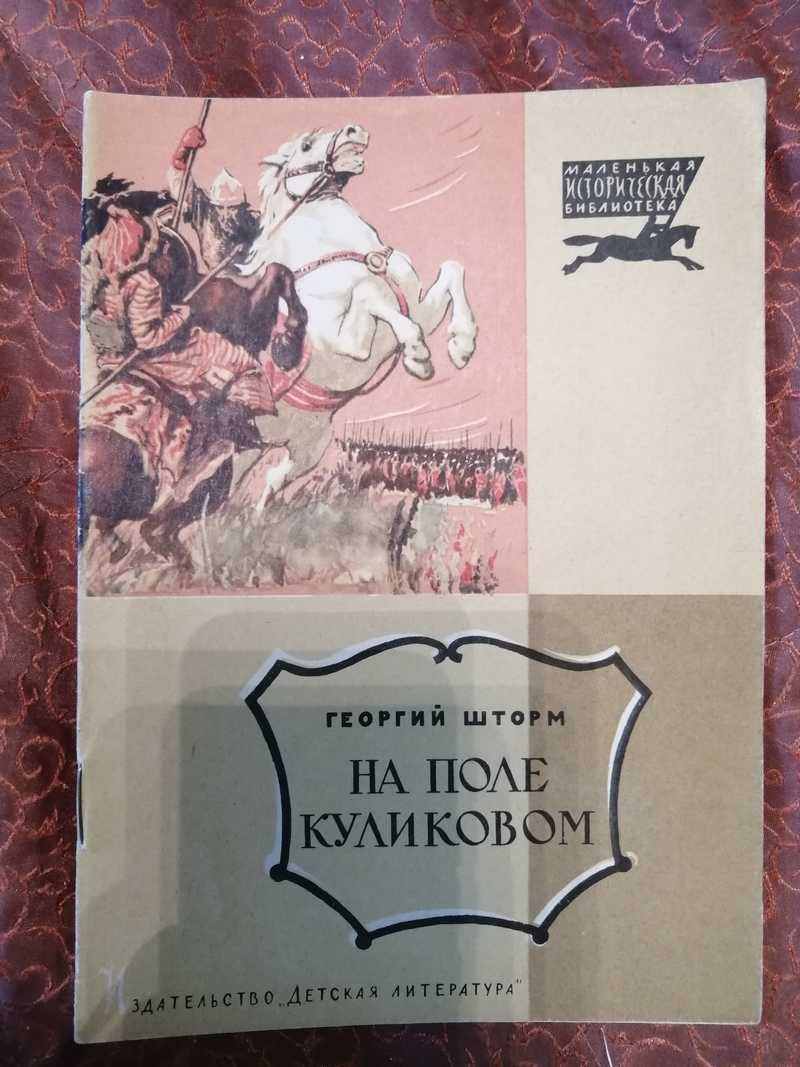 МАЛЕНЬКАЯ
ИСТОРИЧЕСКАЯ
БИБЛИОТЕКА
ГЕОРГИЙ ШТОРМ
НА ПОЛЕ
КУЛИКОВОМ
ИЗДАТЕЛЬСТВО „ДЕТСКАЯ ЛИТЕРАТУРА"